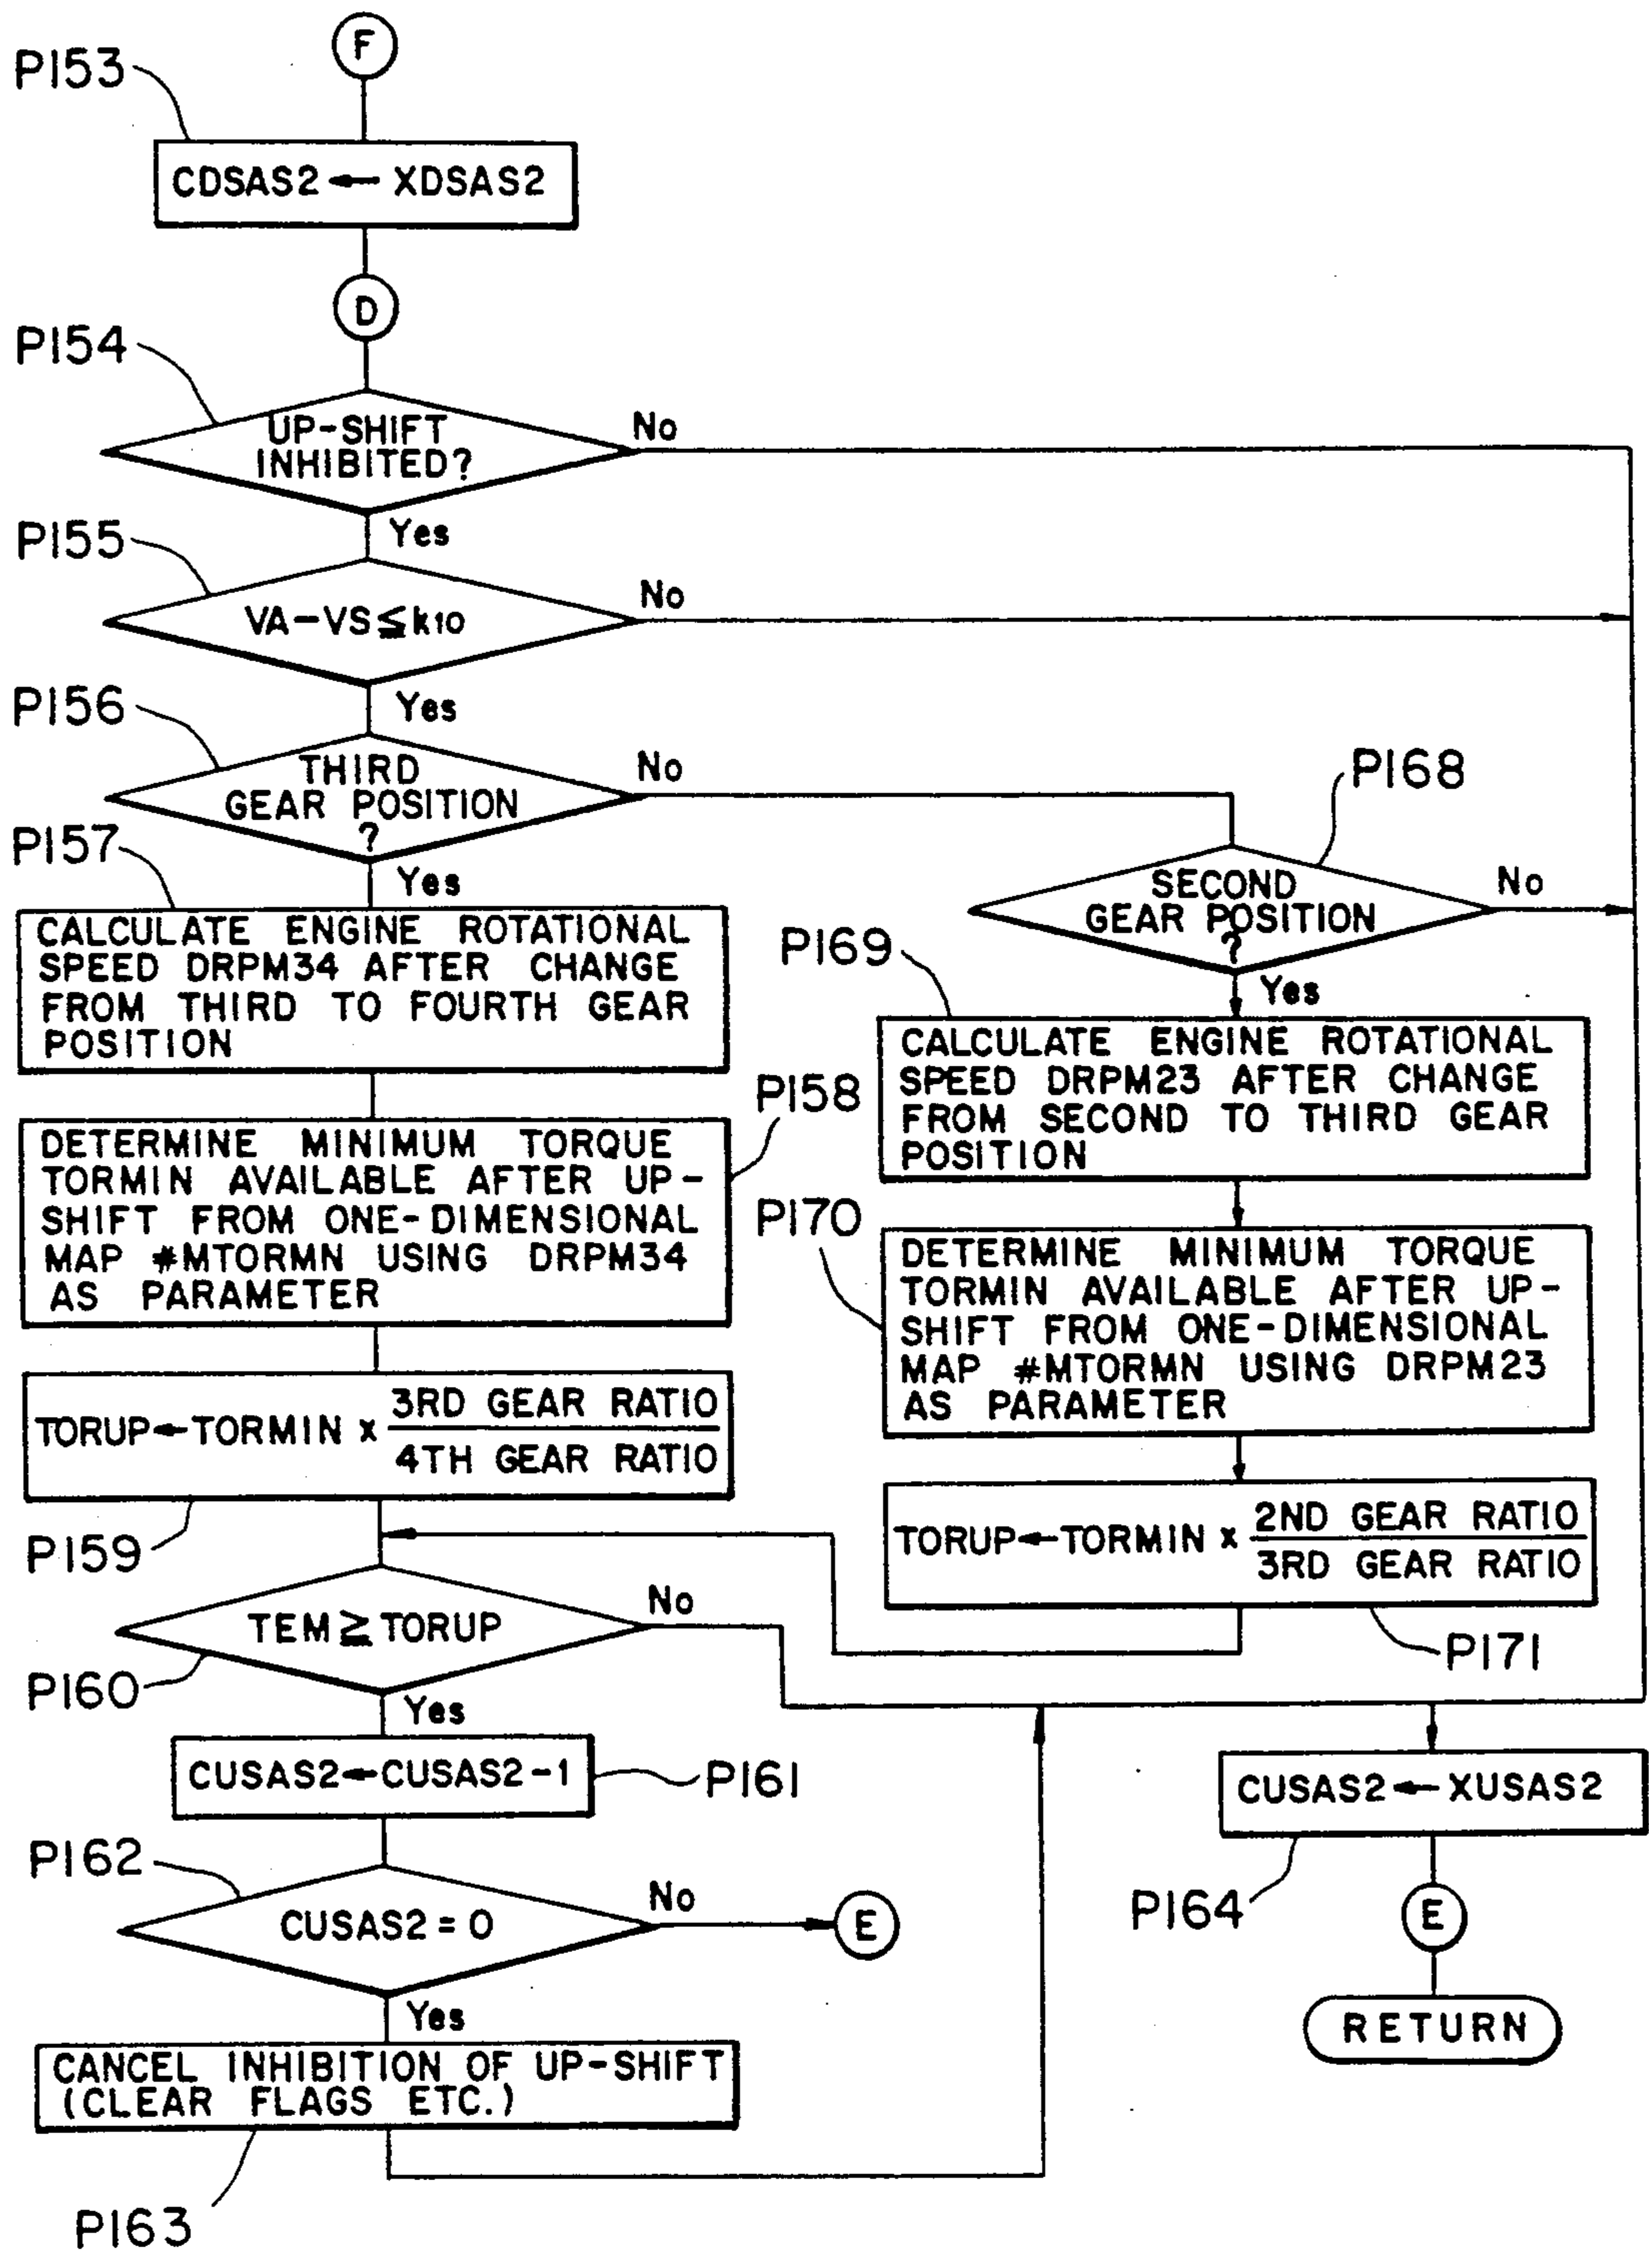 F
P153
CDSAS2 ← XDSAS2
D
P154
UP-SHIFT
INHIBITED?
No
Yes
P155
VA-VS≦k10
No
Yes
P156
THIRD
GEAR POSITION
?
No
Yes
P157
CALCULATE ENGINE ROTATIONAL
SPEED DRPM34 AFTER CHANGE
FROM THIRD TO FOURTH GEAR
POSITION
P158
DETERMINE MINIMUM TORQUE
TORMIN AVAILABLE AFTER UP-
SHIFT FROM ONE-DIMENSIONAL
MAP #MTORMN USING DRPM34
AS PARAMETER
TORUP←TORMIN x 3RD GEAR RATIO
4TH GEAR RATIO
P159
P168
SECOND
GEAR POSITION
?
No
Yes
P169
CALCULATE ENGINE ROTATIONAL
SPEED DRPM23 AFTER CHANGE
FROM SECOND TO THIRD GEAR
POSITION
P170
DETERMINE MINIMUM TORQUE
TORMIN AVAILABLE AFTER UP-
SHIFT FROM ONE-DIMENSIONAL
MAP #MTORMN USING DRPM23
AS PARAMETER
TORUP←TORMIN x 2ND GEAR RATIO
3RD GEAR RATIO
P171
TEM≧TORUP
No
P160
Yes
CUSAS2←CUSAS2-1
P161
P162
CUSAS2=0
No
E
Yes
CANCEL INHIBITION OF UP-SHIFT
(CLEAR FLAGS ETC.)
P163
CUSAS2 ← XUSAS2
P164
E
RETURN